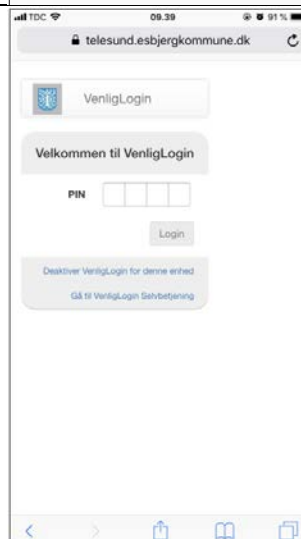 TDC 09.39 91 %
telesund.esbjergkommune.dk
VenligLogin
Velkommen til VenligLogin
PIN
Login
Deaktiver VenligLogin for denne enhed
Gå til VenligLogin Selvbetjening